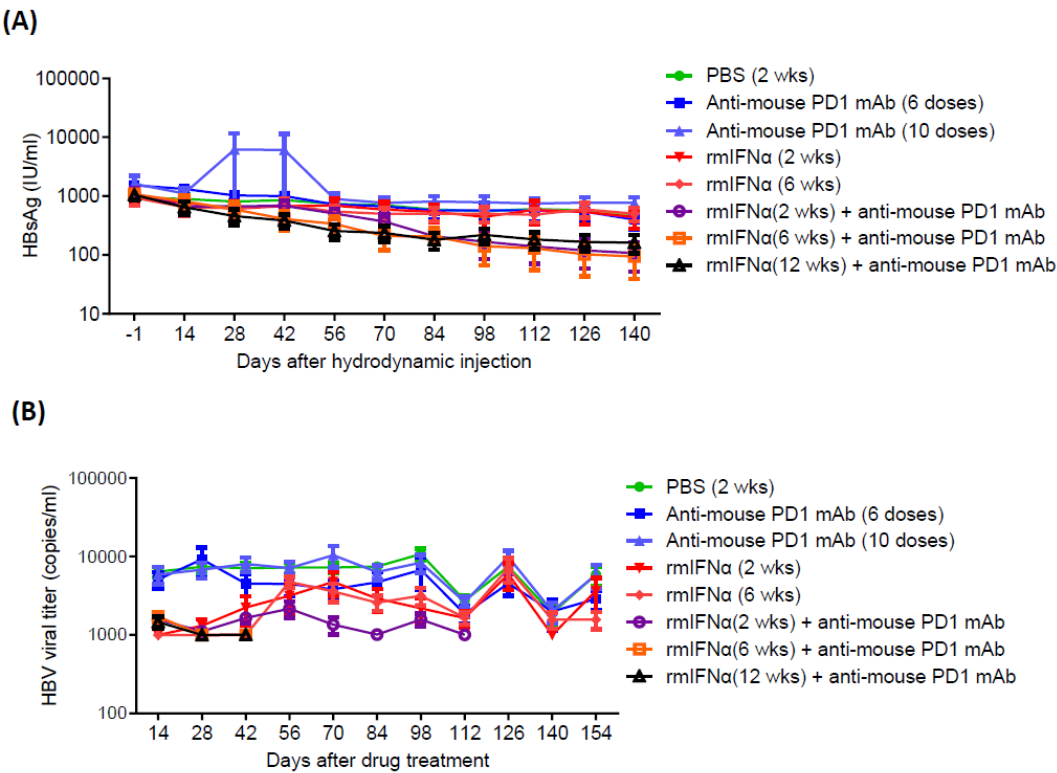 (A)
100000
10000
1000
100
10
HBsAg (IU/ml)
-1 14 28 42 56 70 84 98 112 126 140
Days after hydrodynamic injection
PBS (2 wks)
Anti-mouse PD1 mAb (6 doses)
Anti-mouse PD1 mAb (10 doses)
rmIFNα (2 wks)
rmIFNα (6 wks)
rmIFNα(2 wks) + anti-mouse PD1 mAb
rmIFNα(6 wks) + anti-mouse PD1 mAb
rmIFNα(12 wks) + anti-mouse PD1 mAb
(B)
100000
10000
1000
100
HBV viral titer (copies/ml)
14 28 42 56 70 84 98 112 126 140 154
Days after drug treatment
PBS (2 wks)
Anti-mouse PD1 mAb (6 doses)
Anti-mouse PD1 mAb (10 doses)
rmIFNα (2 wks)
rmIFNα (6 wks)
rmIFNα(2 wks) + anti-mouse PD1 mAb
rmIFNα(6 wks) + anti-mouse PD1 mAb
rmIFNα(12 wks) + anti-mouse PD1 mAb